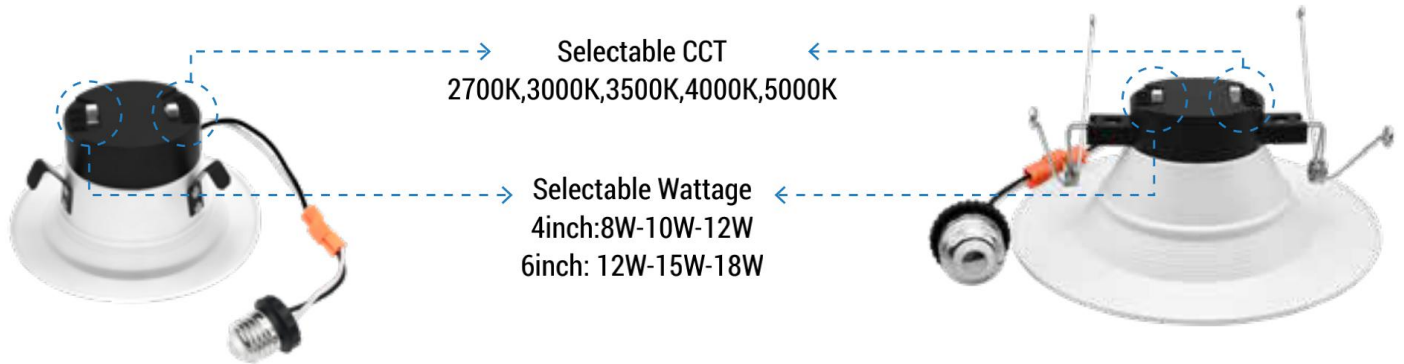 Selectable CCT
2700K,3000K,3500K,4000K,5000K
Selectable Wattage
4inch:8W-10W-12W
6inch: 12W-15W-18W